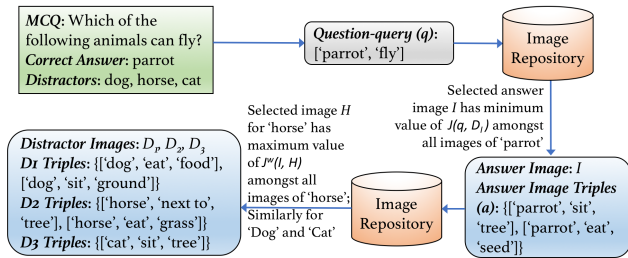 MCQ: Which of the
following animals can fly?
Correct Answer: parrot
Distractors: dog, horse, cat
Question-query (q):
[‘parrot’, ‘fly’]
Image
Repository
Selected answer
image I has minimum
value of J(q, Dᵢ) amongst
all images of ‘parrot’
Answer Image: I
Answer Image Triples
(a): {[‘parrot’, ‘sit’,
‘tree’], [‘parrot’, ‘eat’,
‘seed’]}
Image
Repository
Selected image H
for ‘horse’ has
maximum value
of Jʷ(I, H)
amongst all
images of ‘horse’;
Similarly for
‘Dog’ and ‘Cat’
Distractor Images: D₁, D₂, D₃
D1 Triples: {[‘dog’, ‘eat’, ‘food’],
[‘dog’, ‘sit’, ‘ground’]}
D2 Triples: {[‘horse’, ‘next to’,
‘tree’], [‘horse’, ‘eat’, ‘grass’]}
D3 Triples: {[‘cat’, ‘sit’, ‘tree’]}